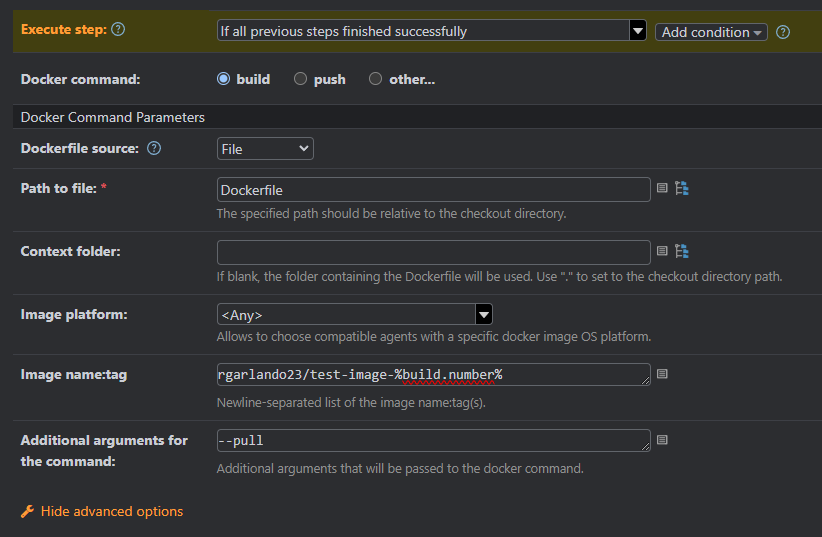 Execute step: ?
If all previous steps finished successfully
Add condition
?
Docker command:
build
push
other...
Docker Command Parameters
Dockerfile source: ?
File
Path to file: *
Dockerfile
The specified path should be relative to the checkout directory.
Context folder:
If blank, the folder containing the Dockerfile will be used. Use "." to set to the checkout directory path.
Image platform:
<Any>
Allows to choose compatible agents with a specific docker image OS platform.
Image name:tag
rgarlando23/test-image-%build.number%
Newline-separated list of the image name:tag(s).
Additional arguments for
the command:
--pull
Additional arguments that will be passed to the docker command.
Hide advanced options